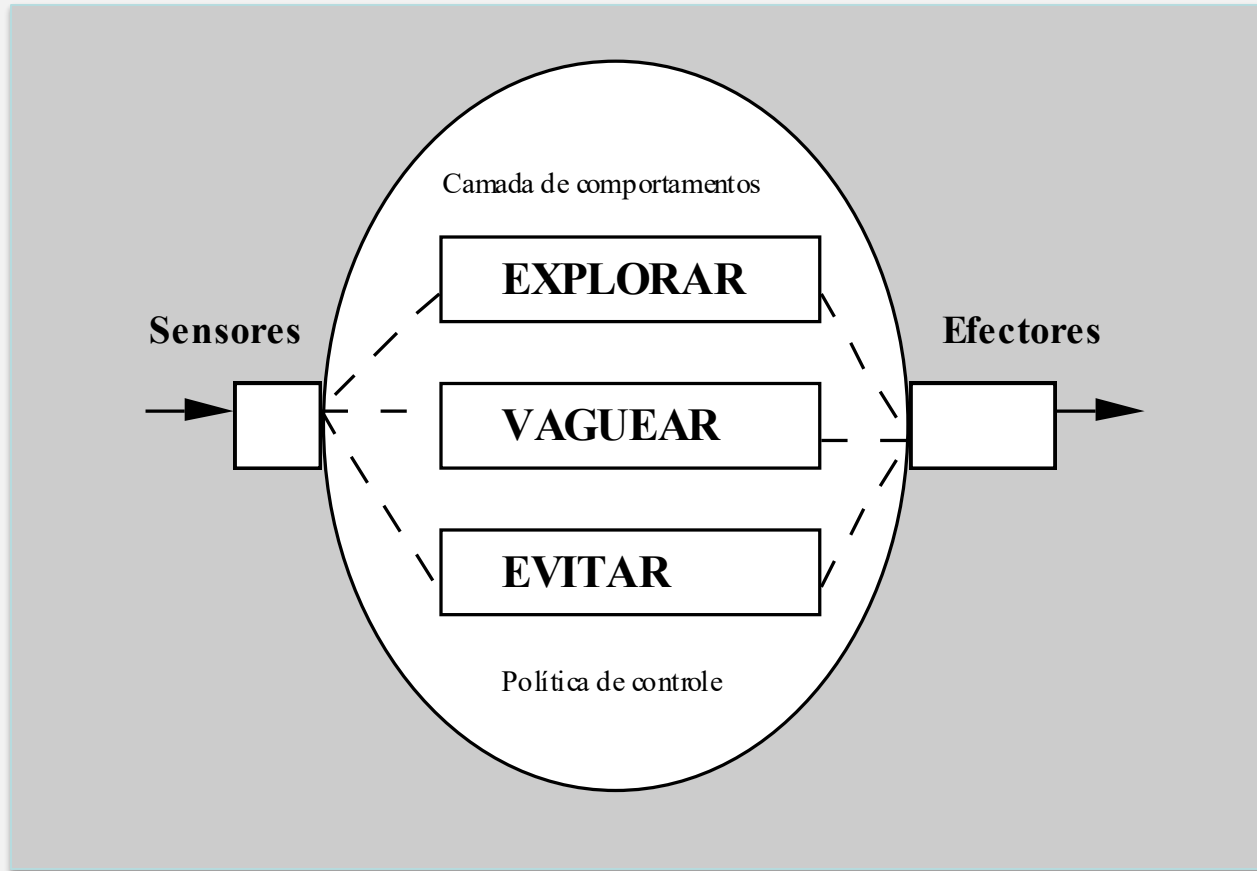 Camada de comportamentos
EXPLORAR
Sensores
Efectores
VAGUEAR
EVITAR
Política de controle